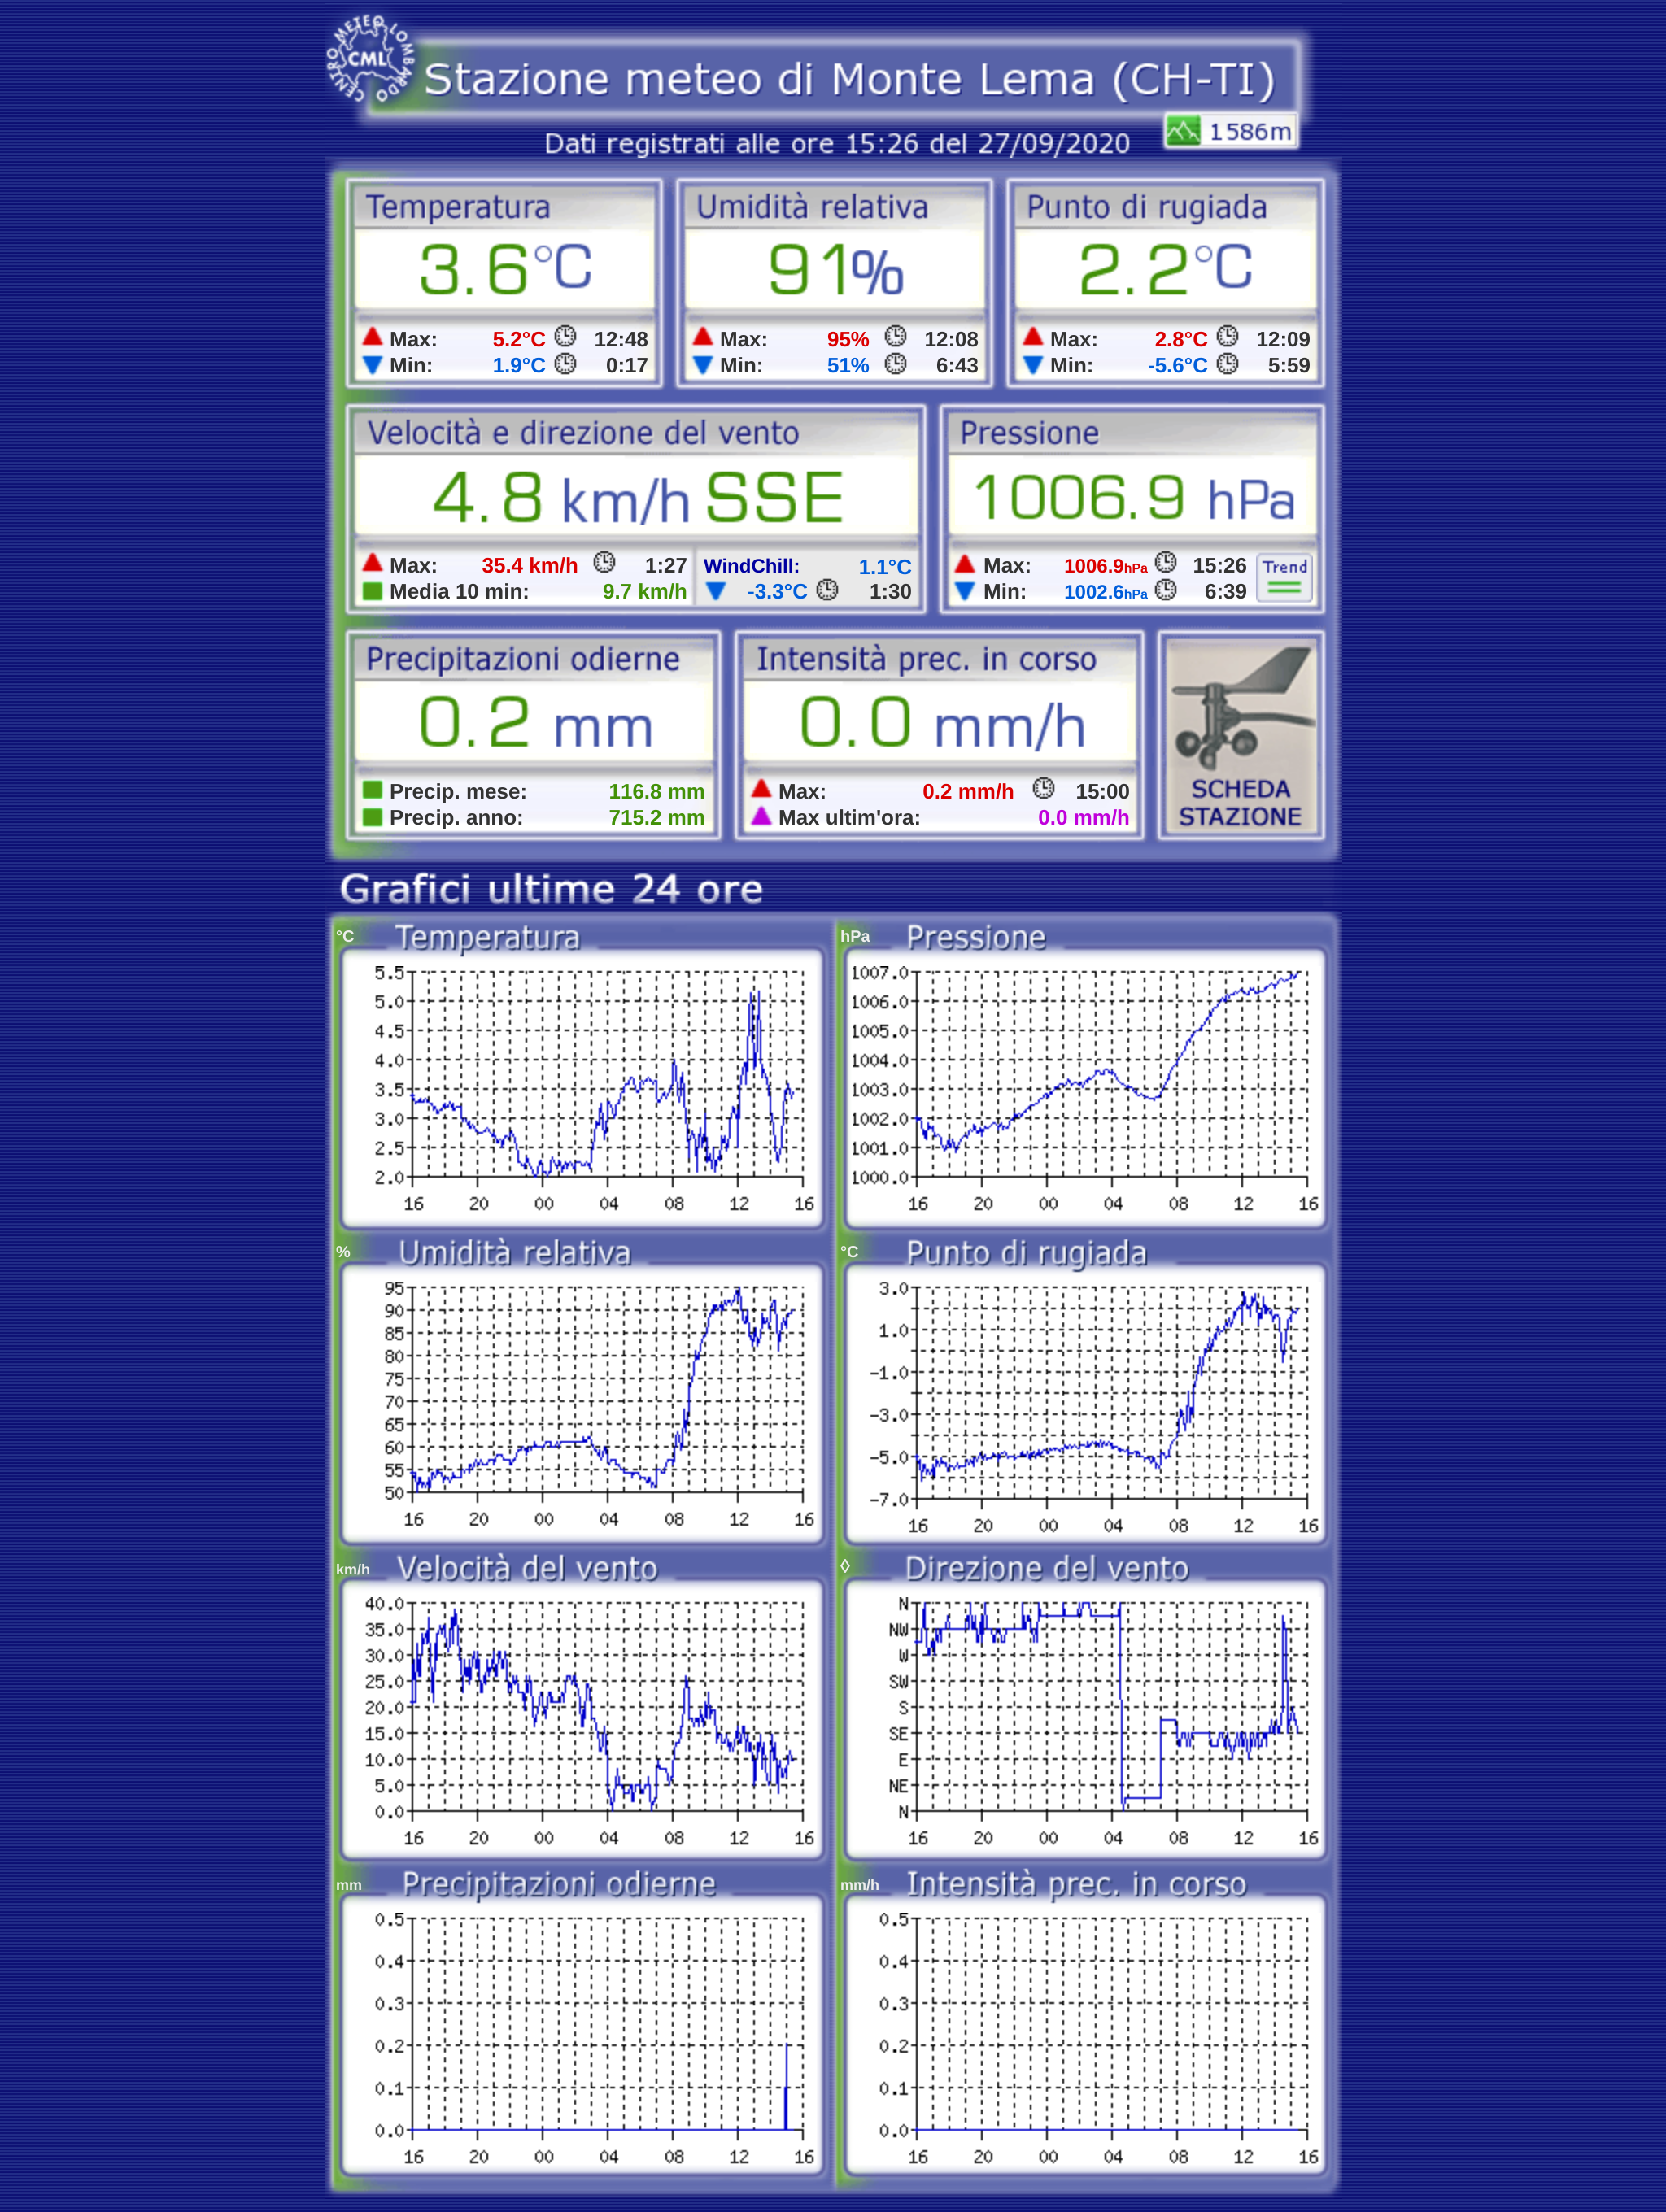 CENTRO METEO LOMBARDO
CML
Stazione meteo di Monte Lema (CH-TI)
1586m
Dati registrati alle ore 15:26 del 27/09/2020
Temperatura Umidità relativa Punto di rugiada
3.6°C 91% 2.2°C
Max: 5.2°C 12:48 Max: 95% 12:08 Max: 2.8°C 12:09
Min: 1.9°C 0:17 Min: 51% 6:43 Min: -5.6°C 5:59
Velocità e direzione del vento Pressione
4.8 km/h SSE 1006.9 hPa
Max: 35.4 km/h 1:27 WindChill: 1.1°C Max: 1006.9hPa 15:26 Trend
Media 10 min: 9.7 km/h -3.3°C 1:30 Min: 1002.6hPa 6:39
Precipitazioni odierne Intensità prec. in corso
0.2 mm 0.0 mm/h
Precip. mese: 116.8 mm Max: 0.2 mm/h 15:00 SCHEDA
Precip. anno: 715.2 mm Max ultim'ora: 0.0 mm/h STAZIONE
Grafici ultime 24 ore
°C Temperatura
5.5
5.0
4.5
4.0
3.5
3.0
2.5
2.0
16 20 00 04 08 12 16
hPa Pressione
1007.0
1006.0
1005.0
1004.0
1003.0
1002.0
1001.0
1000.0
16 20 00 04 08 12 16
% Umidità relativa
95
90
85
80
75
70
65
60
55
50
16 20 00 04 08 12 16
°C Punto di rugiada
3.0
1.0
-1.0
-3.0
-5.0
-7.0
16 20 00 04 08 12 16
km/h Velocità del vento
40.0
35.0
30.0
25.0
20.0
15.0
10.0
5.0
0.0
16 20 00 04 08 12 16
◊ Direzione del vento
N
NW
W
SW
S
SE
E
NE
N
16 20 00 04 08 12 16
mm Precipitazioni odierne
0.5
0.4
0.3
0.2
0.1
0.0
16 20 00 04 08 12 16
mm/h Intensità prec. in corso
0.5
0.4
0.3
0.2
0.1
0.0
16 20 00 04 08 12 16